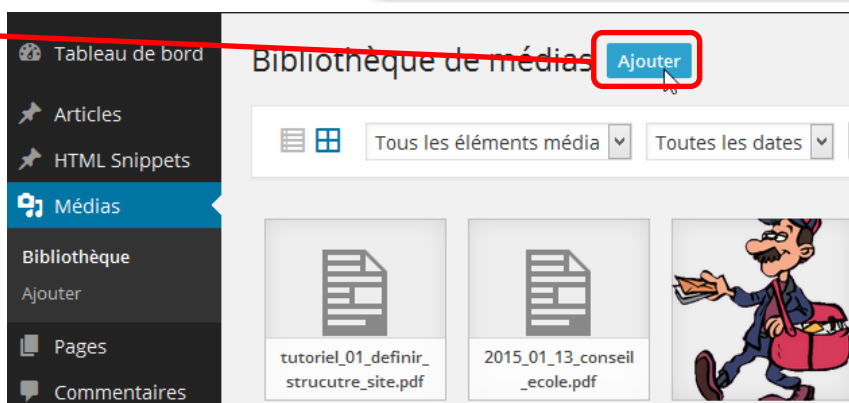 Tableau de bord
Articles
HTML Snippets
Médias
Bibliothèque
Ajouter
Pages
Commentaires
Bibliothèque de médias
Ajouter
Tous les éléments média
Toutes les dates
tutoriel_01_definir_
strucutre_site.pdf
2015_01_13_conseil
_ecole.pdf